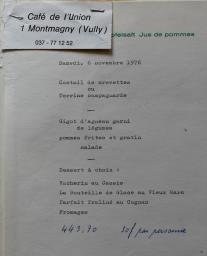 Café de l'Union
1 Montmagny (Vully)
037 - 77 12 52
Jus de pommes
Samedi, 6 novembre 1976
Cocktail de crevettes
ou
Terrine campagnarde
Gigot d'agneau garni
de légumes
pommes frites et gratin
salade
Dessert à choix :
Vacherin au Cassis
La Bouteille de Glace au Vieux Marc
Parfait Praliné au Cognac
Fromages
443,70 30f par personne